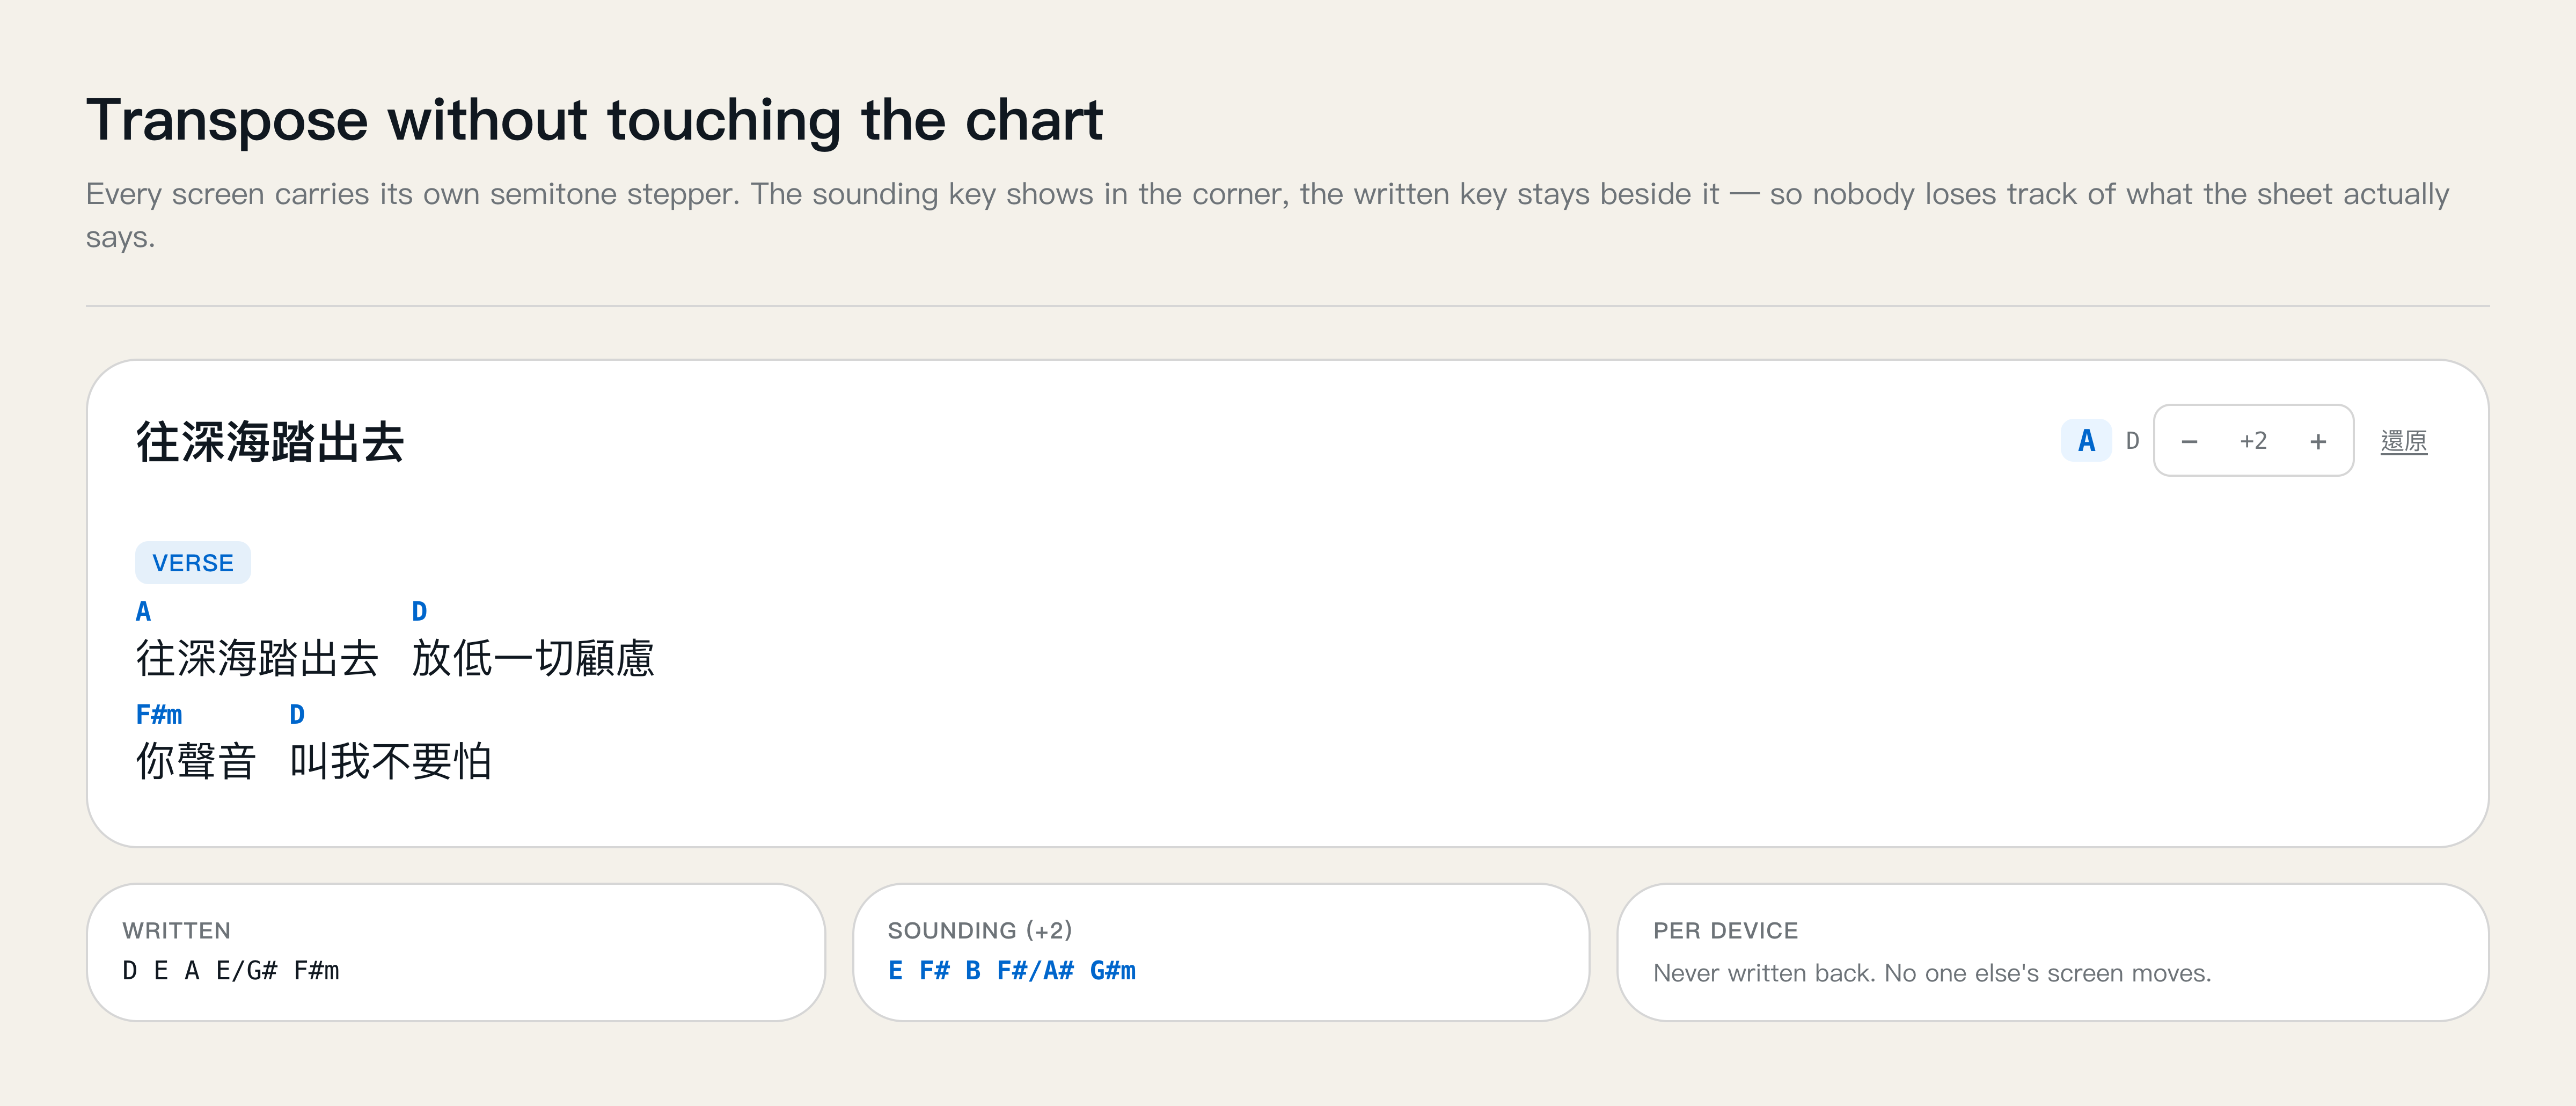 Transpose without touching the chart
Every screen carries its own semitone stepper. The sounding key shows in the corner, the written key stays beside it — so nobody loses track of what the sheet actually
says.
往深海踏出去
A D − +2 + 還原
VERSE
A D
往深海踏出去 放低一切顧慮
F#m D
你聲音 叫我不要怕
WRITTEN
D E A E/G# F#m
SOUNDING (+2)
E F# B F#/A# G#m
PER DEVICE
Never written back. No one else's screen moves.